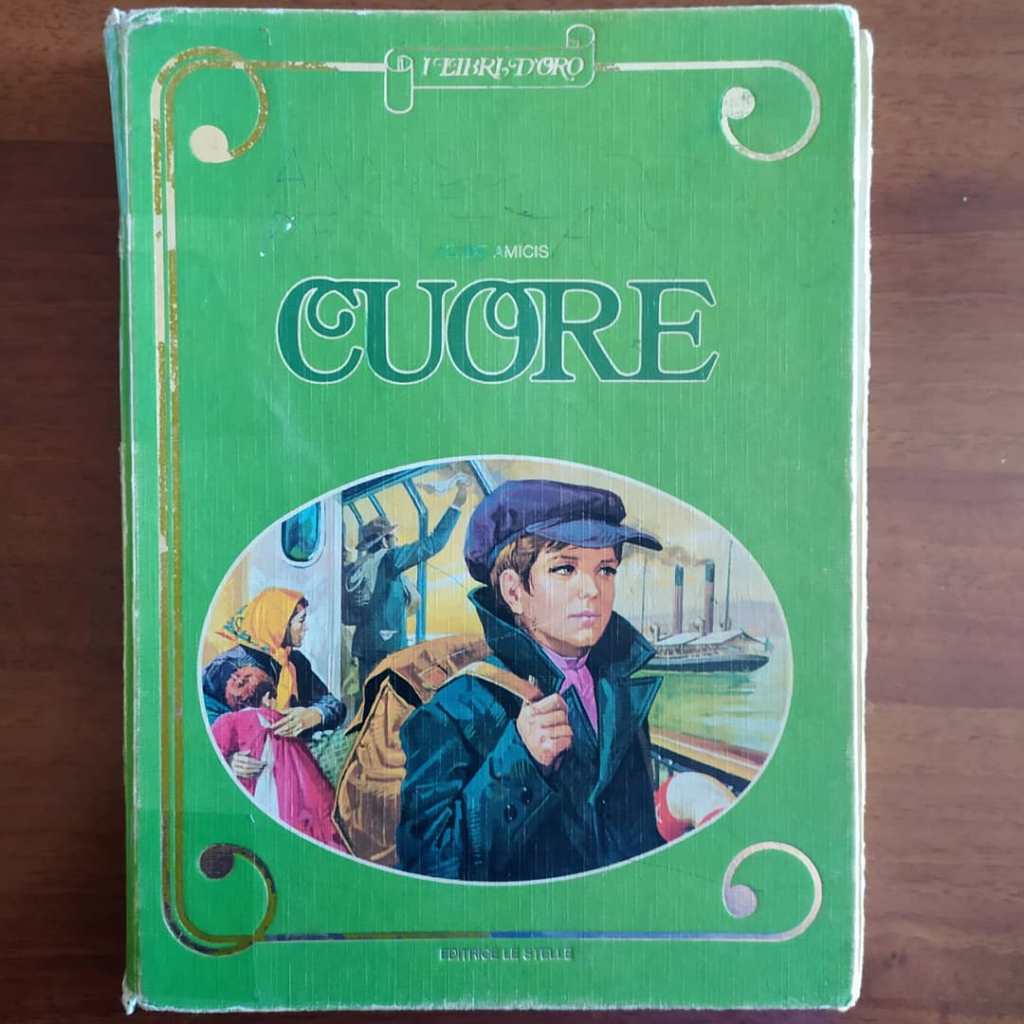 I LIBRI D'ORO
AMICIS
CUORE
EDITRICE LE STELLE